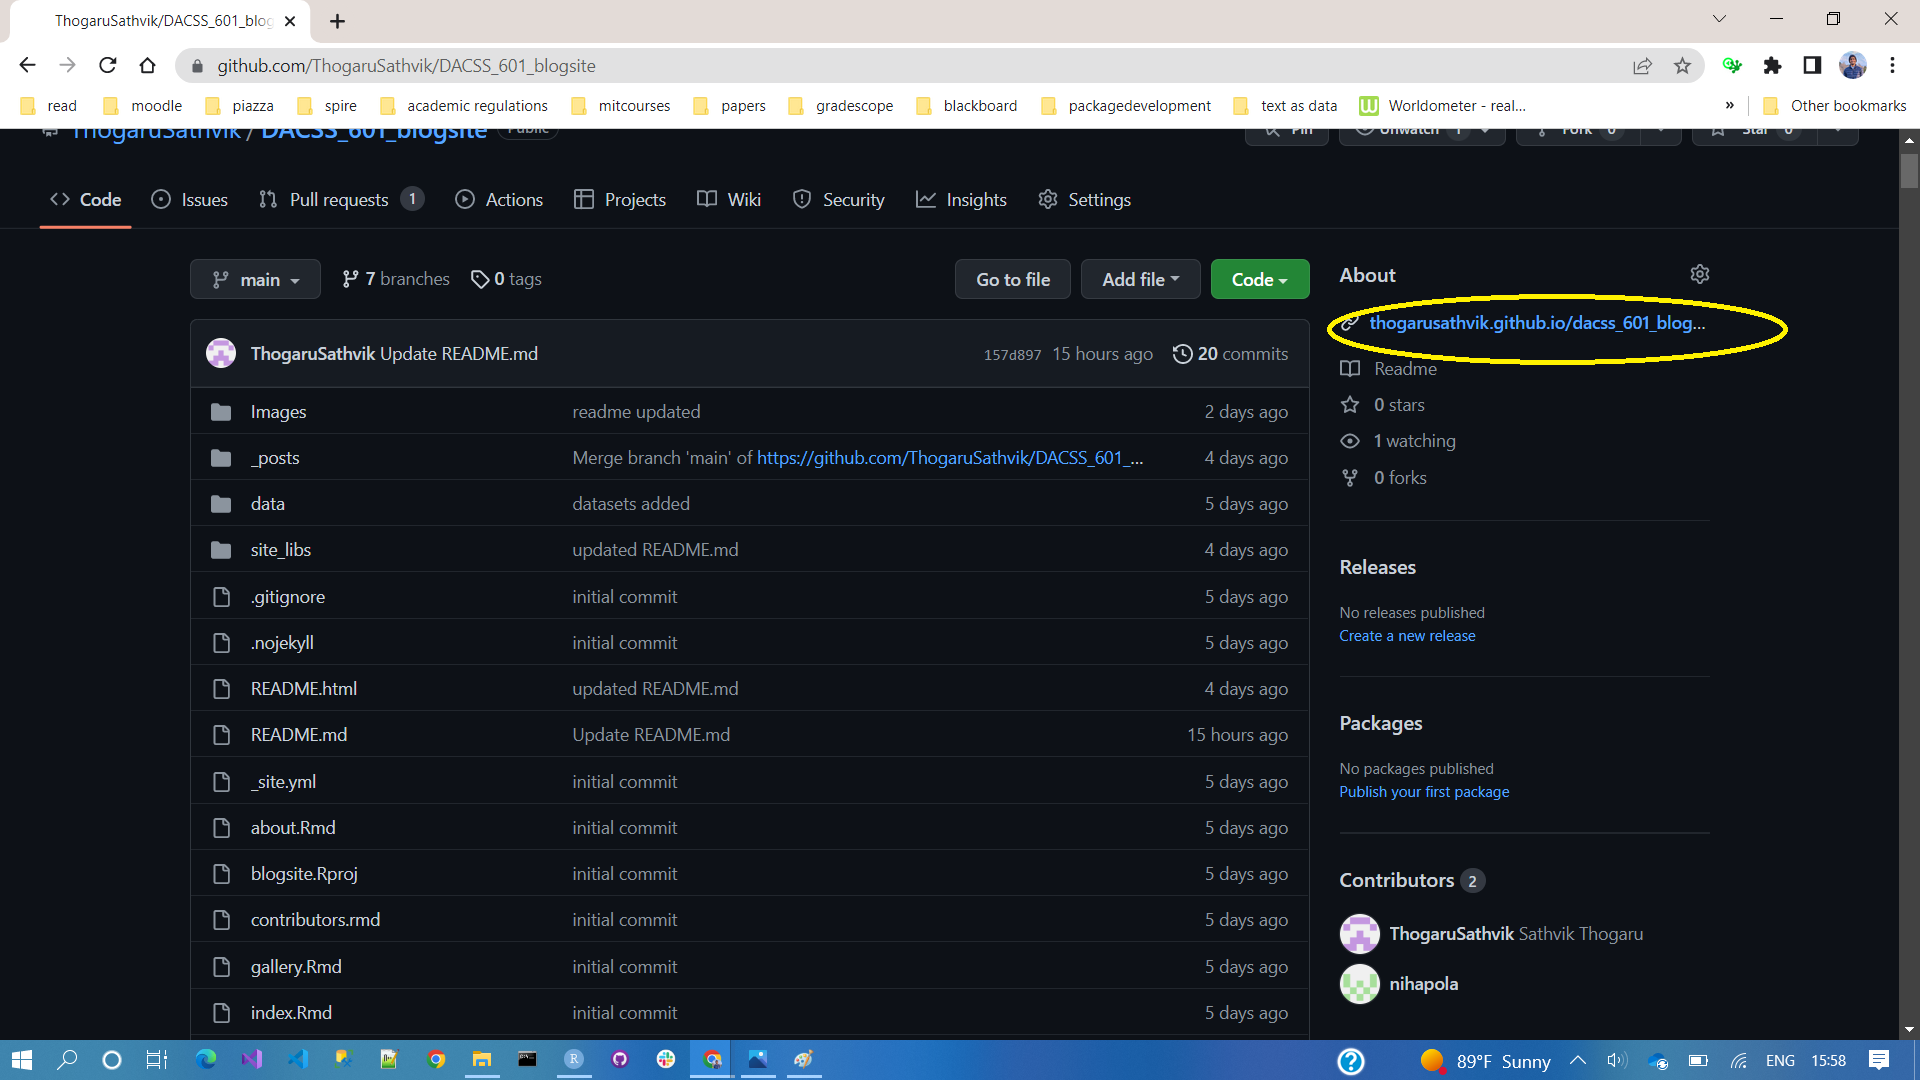 ThogaruSathvik/DACSS_601_blog
github.com/ThogaruSathvik/DACSS_601_blogsite
read moodle piazza spire academic regulations mitcourses papers gradescope blackboard packagedevelopment text as data Worldometer - real... » Other bookmarks
ThogaruSathvik / DACSS_601_blogsite Public Pin Unwatch 1 Fork 0 Star 0
Code Issues Pull requests 1 Actions Projects Wiki Security Insights Settings
main 7 branches 0 tags Go to file Add file Code
ThogaruSathvik Update README.md 157d897 15 hours ago 20 commits
Images readme updated 2 days ago
_posts Merge branch 'main' of https://github.com/ThogaruSathvik/DACSS_601_... 4 days ago
data datasets added 5 days ago
site_libs updated README.md 4 days ago
.gitignore initial commit 5 days ago
.nojekyll initial commit 5 days ago
README.html updated README.md 4 days ago
README.md Update README.md 15 hours ago
_site.yml initial commit 5 days ago
about.Rmd initial commit 5 days ago
blogsite.Rproj initial commit 5 days ago
contributors.rmd initial commit 5 days ago
gallery.Rmd initial commit 5 days ago
index.Rmd initial commit 5 days ago
About
thogarusathvik.github.io/dacss_601_blog...
Readme
0 stars
1 watching
0 forks
Releases
No releases published
Create a new release
Packages
No packages published
Publish your first package
Contributors 2
ThogaruSathvik Sathvik Thogaru
nihapola
89°F Sunny ENG 15:58